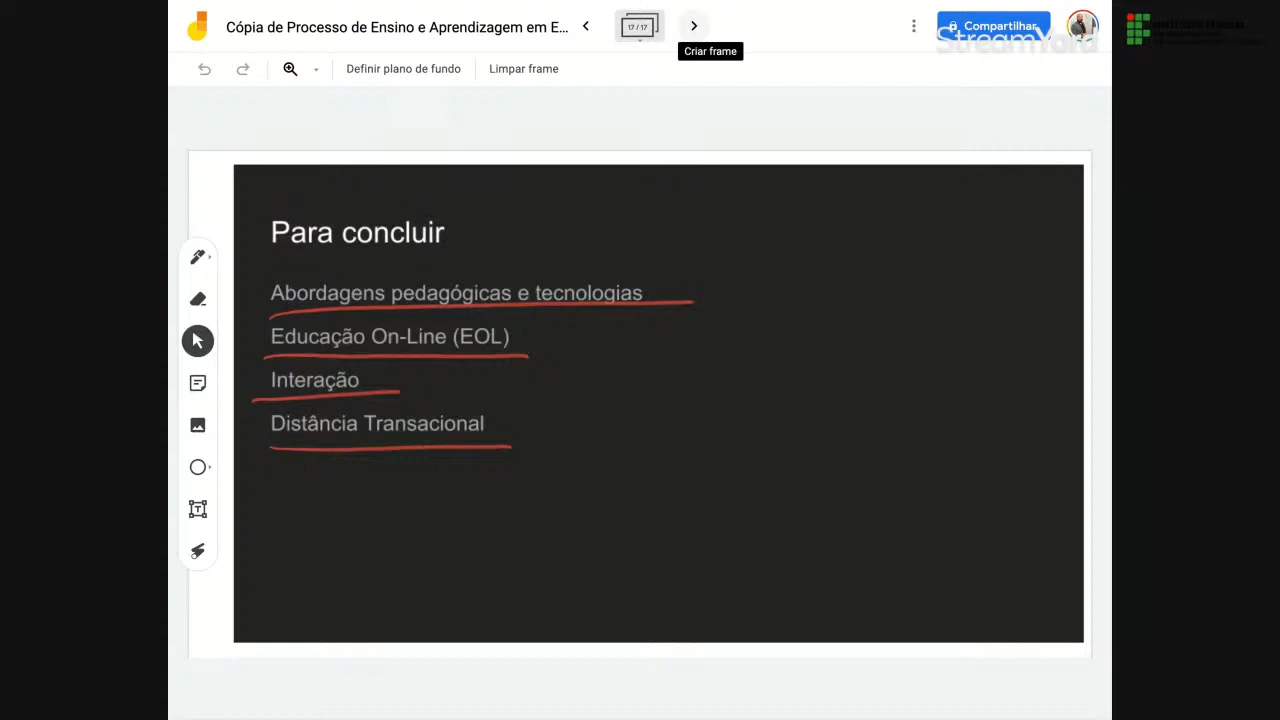 Cópia de Processo de Ensino e Aprendizagem em E...
17 / 17
Compartilhar
StreamYard
Criar frame
Definir plano de fundo
Limpar frame
Para concluir
Abordagens pedagógicas e tecnologias
Educação On-Line (EOL)
Interação
Distância Transacional